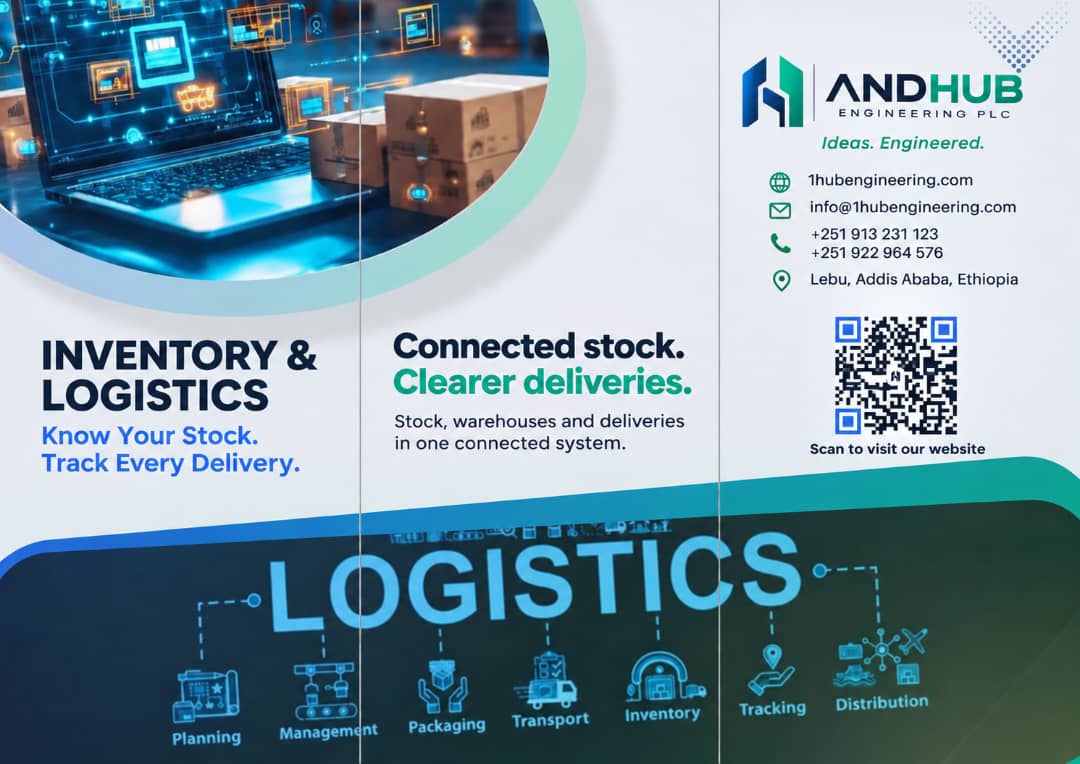 ANDHUB
ENGINEERING PLC
Ideas. Engineered.
1hubengineering.com
info@1hubengineering.com
+251 913 231 123
+251 922 964 576
Lebu, Addis Ababa, Ethiopia
Scan to visit our website
INVENTORY &
LOGISTICS
Know Your Stock.
Track Every Delivery.
Connected stock.
Clearer deliveries.
Stock, warehouses and deliveries
in one connected system.
LOGISTICS
Planning
Management
Packaging
Transport
Inventory
Tracking
Distribution